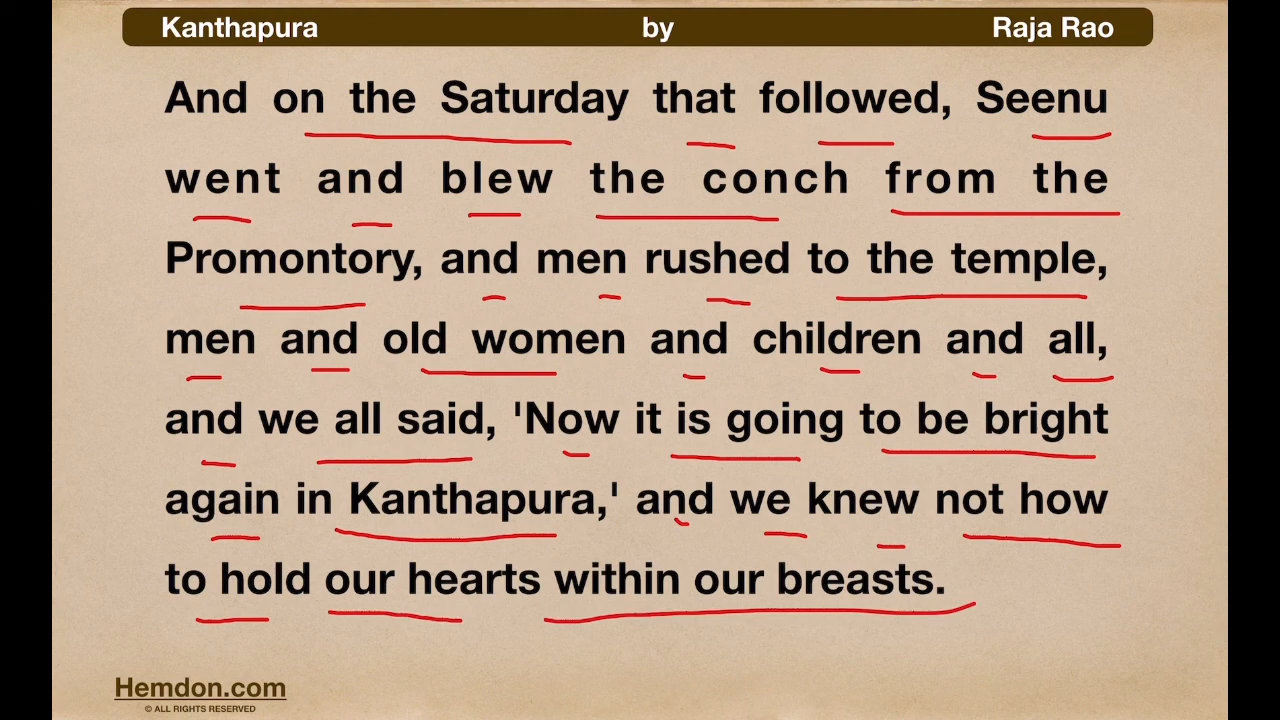 Kanthapura by Raja Rao
And on the Saturday that followed, Seenu
went and blew the conch from the
Promontory, and men rushed to the temple,
men and old women and children and all,
and we all said, 'Now it is going to be bright
again in Kanthapura,' and we knew not how
to hold our hearts within our breasts.
Hemdon.com
© ALL RIGHTS RESERVED